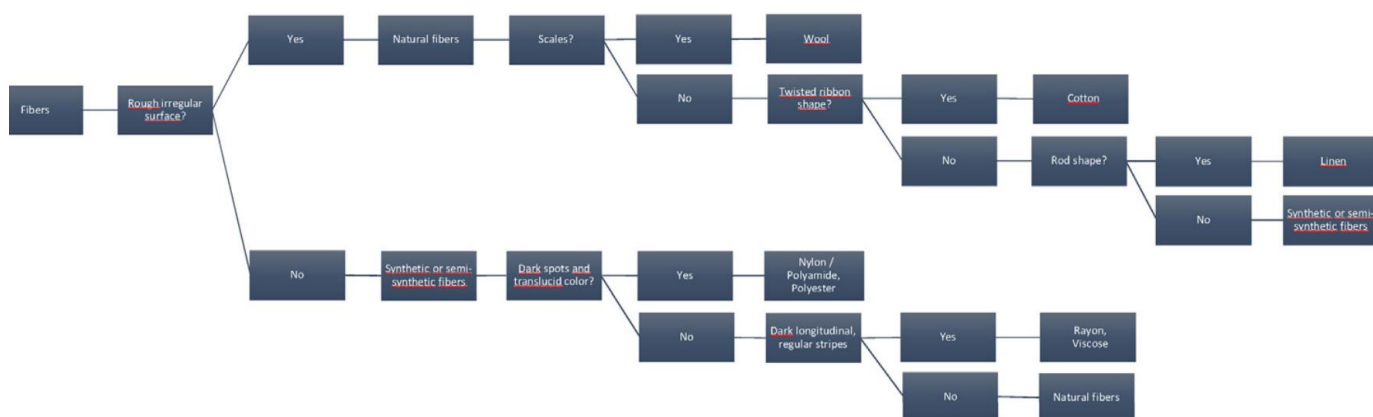 Yes
Natural fibers
Scales?
Yes
Wool
Fibers
Rough irregular
surface?
No
Twisted ribbon
shape?
Yes
Cotton
No
Rod shape?
Yes
Linen
No
Synthetic or semi-
synthetic fibers
No
Synthetic or semi-
synthetic fibers
Dark spots and
translucid color?
Yes
Nylon /
Polyamide,
Polyester
No
Dark longitudinal,
regular stripes
Yes
Rayon,
Viscose
No
Natural fibers